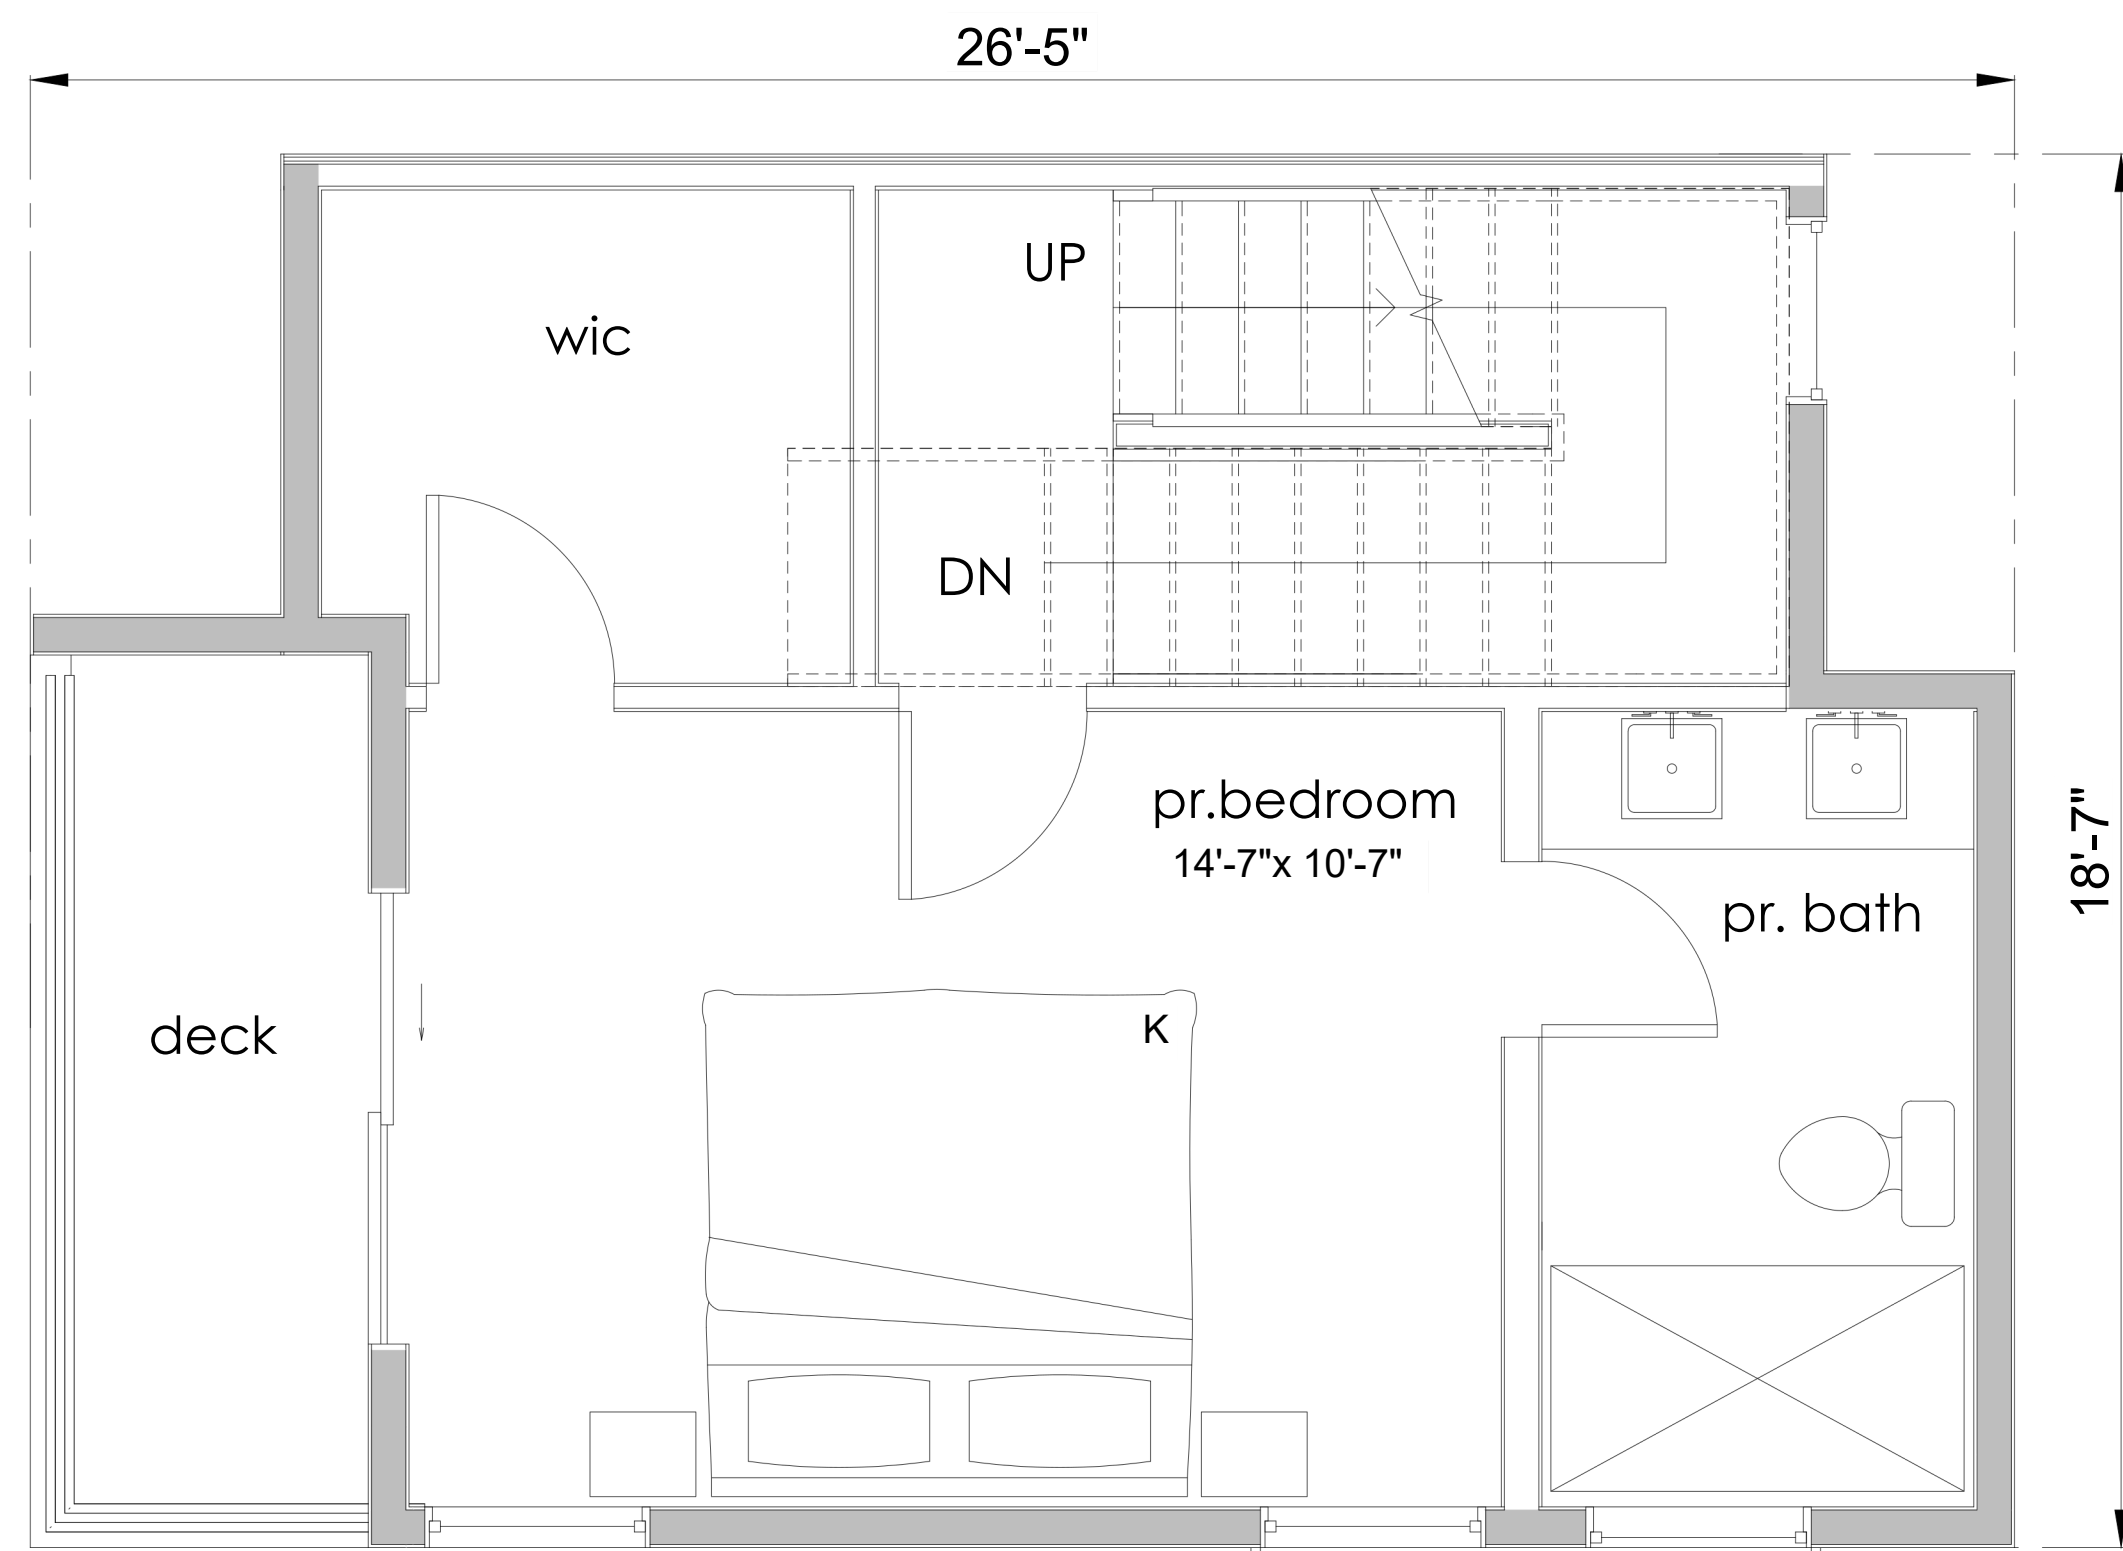 26'-5"
UP
wic
DN
pr.bedroom
14'-7"x 10'-7"
18'-7"
pr. bath
deck
K